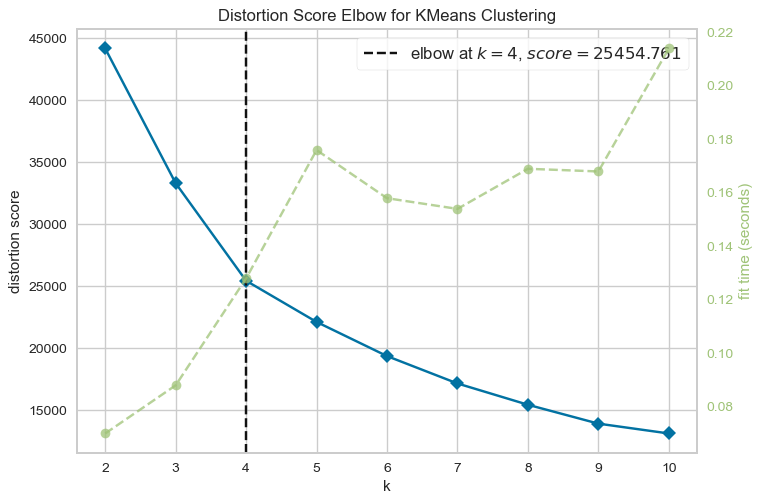 Distortion Score Elbow for KMeans Clustering
elbow at k = 4, score = 25454.761
distortion score
45000
40000
35000
30000
25000
20000
15000
0.22
0.20
0.18
0.16
0.14
0.12
0.10
0.08
fit time (seconds)
2 3 4 5 6 7 8 9 10
k